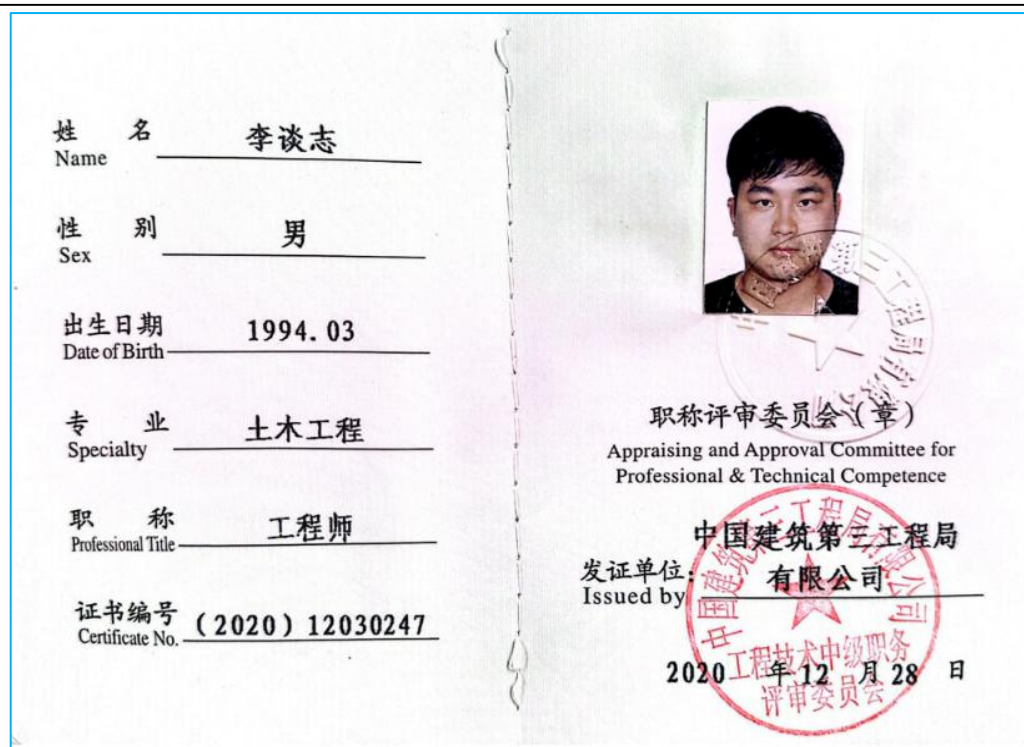 姓 名 李谈志
Name
性 别 男
Sex
出生日期 1994.03
Date of Birth
专 业 土木工程
Specialty
职 称 工程师
Professional Title
证书编号 (2020) 12030247
Certificate No.
职称评审委员会（章）
Appraising and Approval Committee for
Professional & Technical Competence
中国建筑第三工程局
发证单位： 有限公司
Issued by
2020 年 12 月 28 日
中国建筑第三工程局有限公司
工程技术中级职务
评审委员会